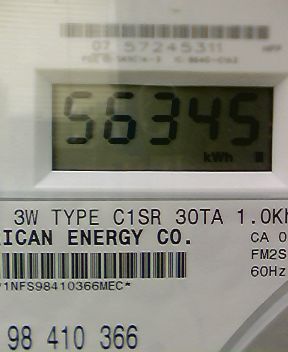 07 57245311
56345
kWh
3W TYPE C1SR 30TA 1.0K
ICAN ENERGY CO.
CA 0
FM2S
60Hz
1NFS98410366MEC*
98 410 366